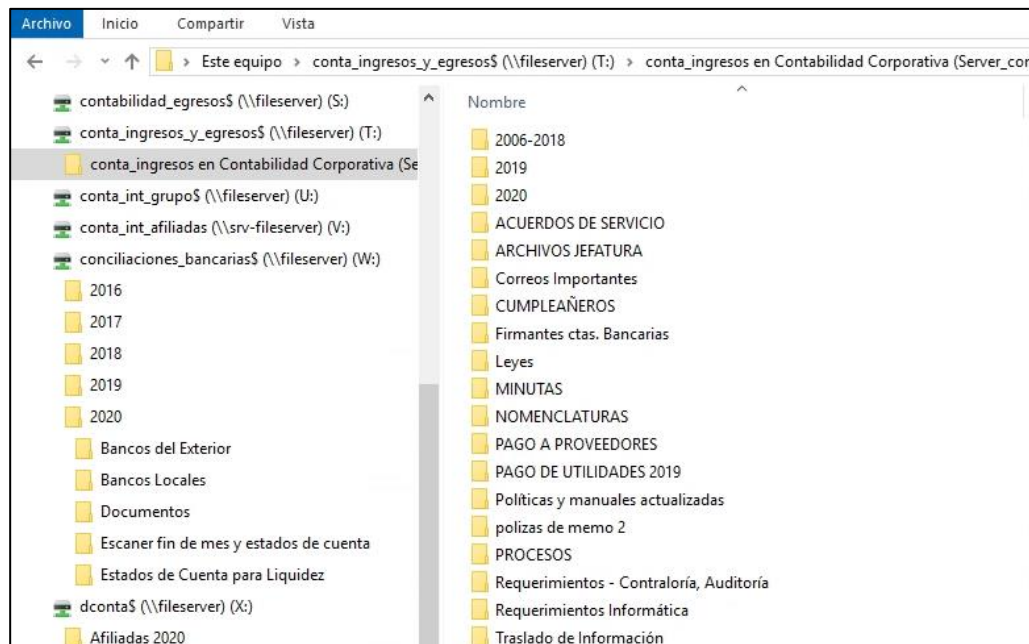 Archivo Inicio Compartir Vista
Este equipo > conta_ingresos_y_egresos$ (\\fileserver) (T:) > conta_ingresos en Contabilidad Corporativa (Server_cor
contabilidad_egresos$ (\\fileserver) (S:)
conta_ingresos_y_egresos$ (\\fileserver) (T:)
conta_ingresos en Contabilidad Corporativa (Se
conta_int_grupo$ (\\fileserver) (U:)
conta_int_afiliadas (\\srv-fileserver) (V:)
conciliaciones_bancarias$ (\\fileserver) (W:)
2016
2017
2018
2019
2020
Bancos del Exterior
Bancos Locales
Documentos
Escaner fin de mes y estados de cuenta
Estados de Cuenta para Liquidez
dconta$ (\\fileserver) (X:)
Afiliadas 2020
Nombre
2006-2018
2019
2020
ACUERDOS DE SERVICIO
ARCHIVOS JEFATURA
Correos Importantes
CUMPLEAÑEROS
Firmantes ctas. Bancarias
Leyes
MINUTAS
NOMENCLATURAS
PAGO A PROVEEDORES
PAGO DE UTILIDADES 2019
Políticas y manuales actualizadas
polizas de memo 2
PROCESOS
Requerimientos - Contraloría, Auditoría
Requerimientos Informática
Traslado de Información